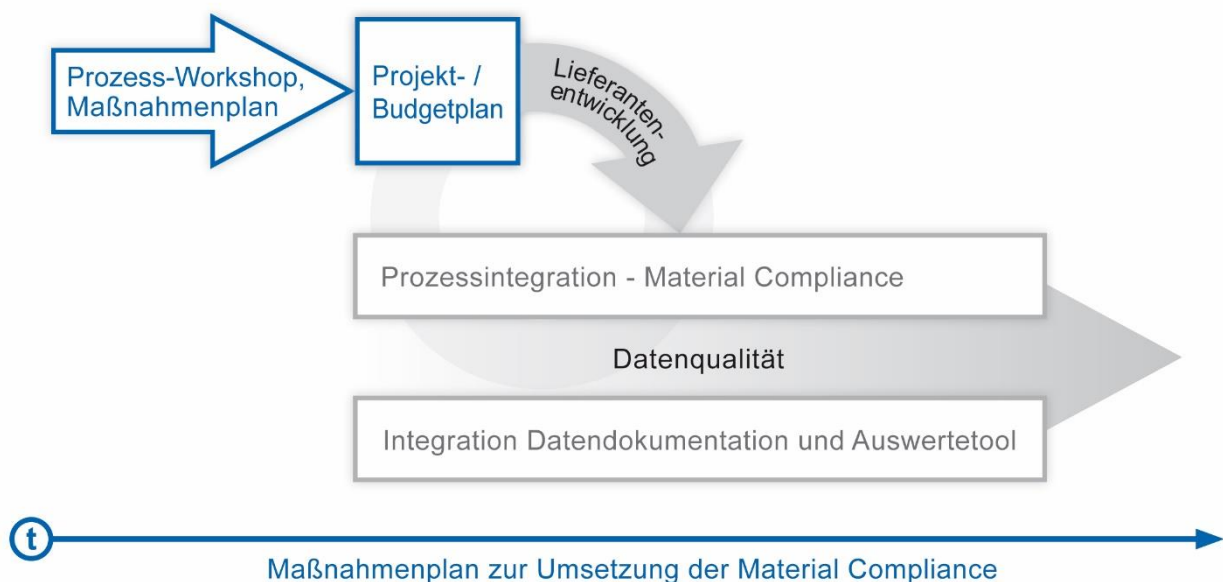 Prozess-Workshop,
Maßnahmenplan
Projekt- /
Budgetplan
Lieferanten-
entwicklung
Prozessintegration - Material Compliance
Datenqualität
Integration Datendokumentation und Auswertetool
t
Maßnahmenplan zur Umsetzung der Material Compliance